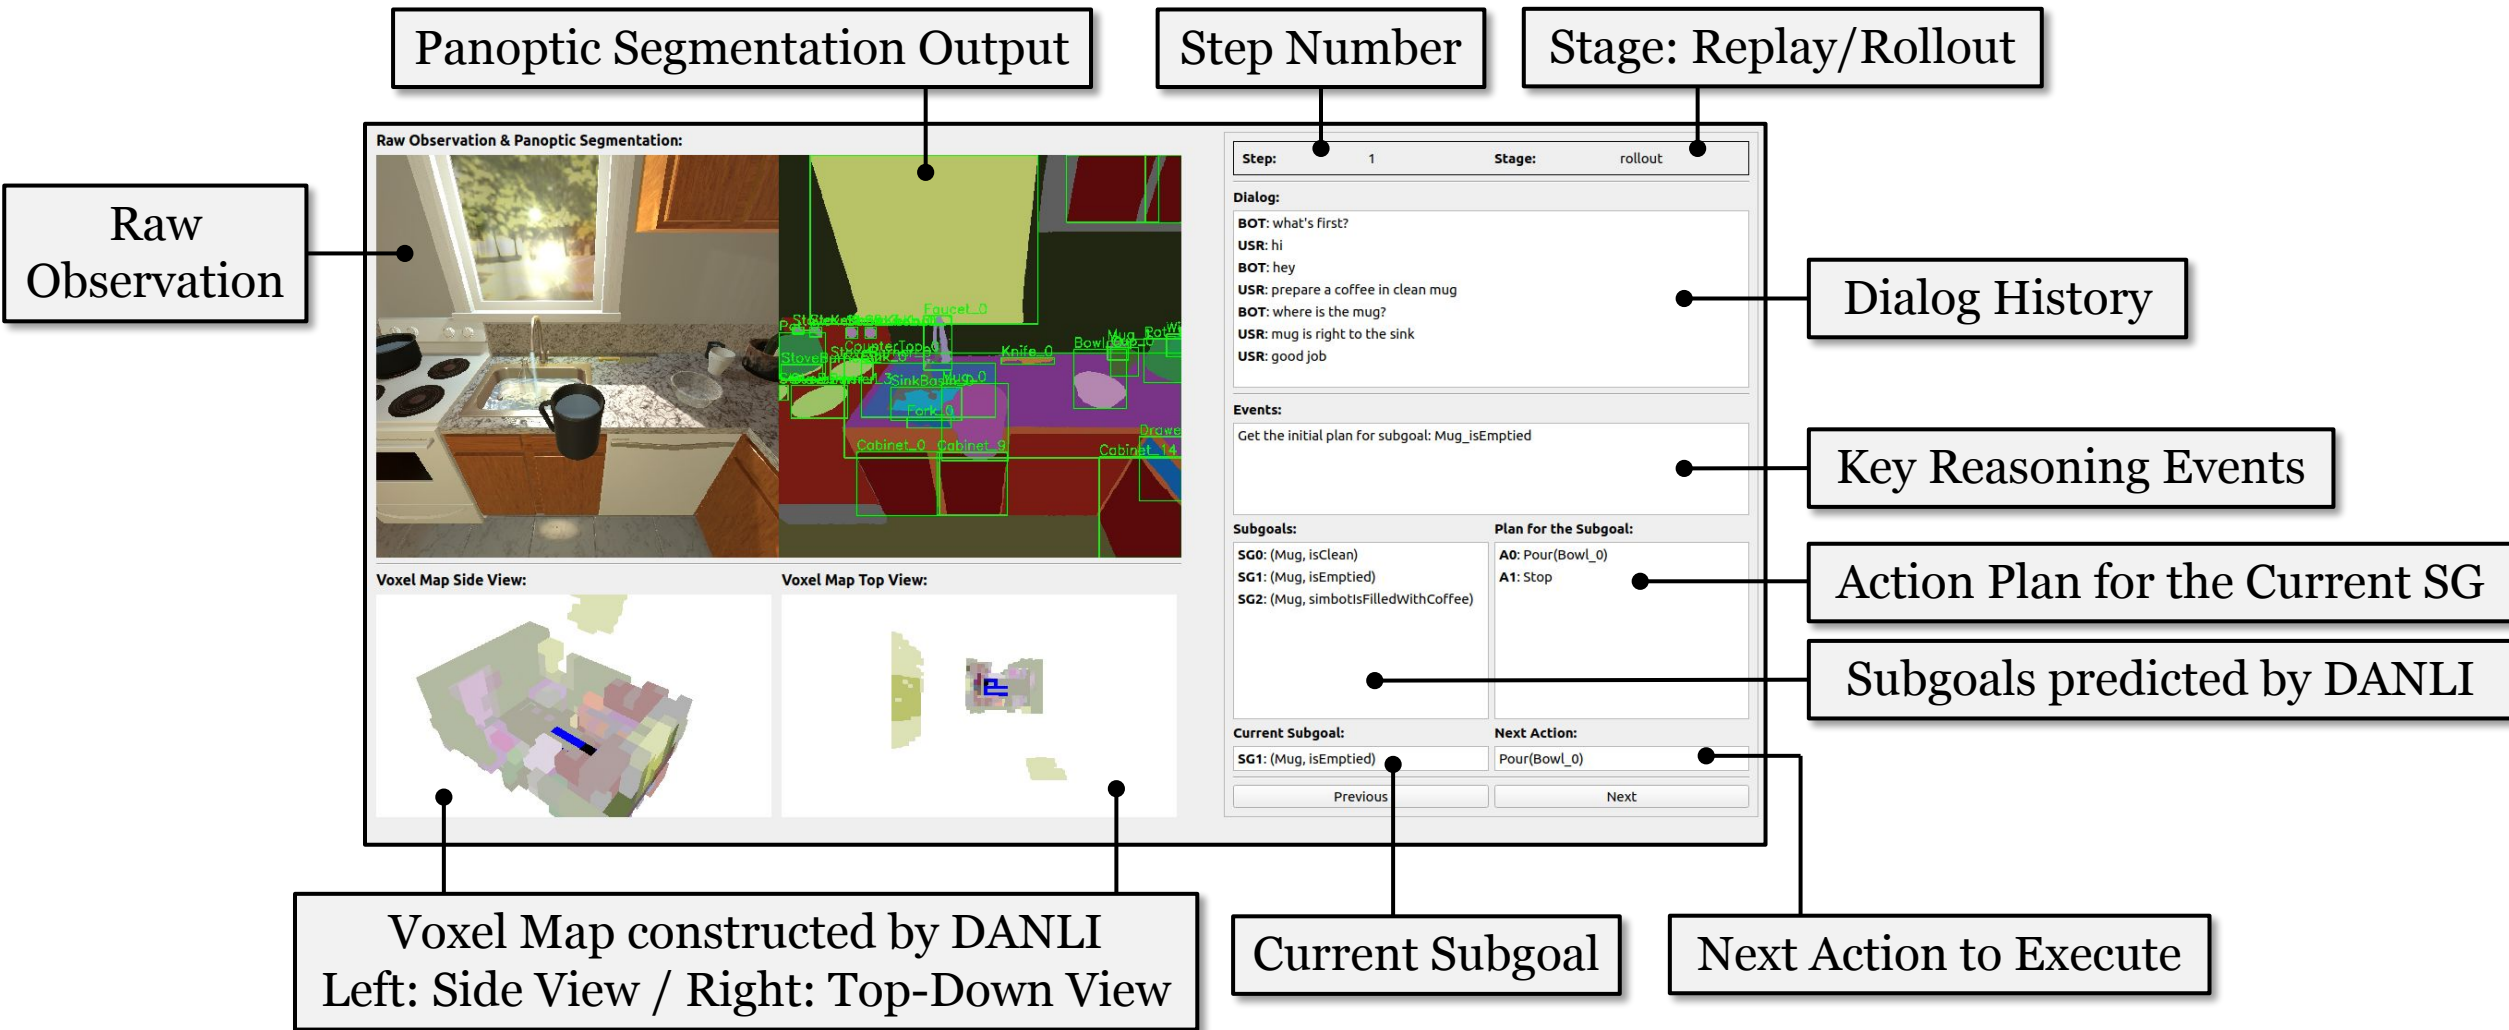 Panoptic Segmentation Output
Step Number
Stage: Replay/Rollout
Raw
Observation
Raw Observation & Panoptic Segmentation:
Faucet_0
CounterTop_0
Knife_0
Mug_0
Fork_0
Cabinet_0
Cabinet_9
Cabinet_14
Voxel Map Side View:
Voxel Map Top View:
Step: 1 Stage: rollout
Dialog:
BOT: what's first?
USR: hi
BOT: hey
USR: prepare a coffee in clean mug
BOT: where is the mug?
USR: mug is right to the sink
USR: good job
Events:
Get the initial plan for subgoal: Mug_isEmptied
Subgoals:
SG0: (Mug, isClean)
SG1: (Mug, isEmptied)
SG2: (Mug, simbotIsFilledWithCoffee)
Plan for the Subgoal:
A0: Pour(Bowl_0)
A1: Stop
Current Subgoal:
SG1: (Mug, isEmptied)
Next Action:
Pour(Bowl_0)
Previous
Next
Dialog History
Key Reasoning Events
Action Plan for the Current SG
Subgoals predicted by DANLI
Voxel Map constructed by DANLI
Left: Side View / Right: Top-Down View
Current Subgoal
Next Action to Execute